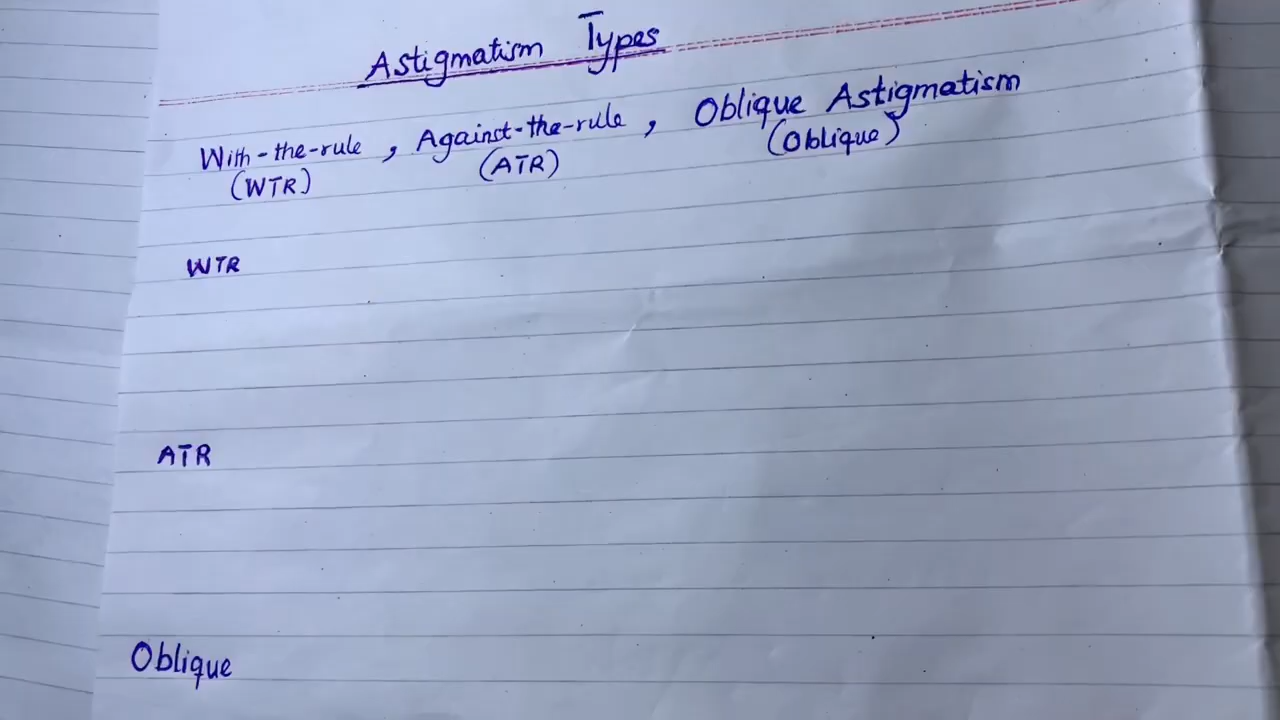 Astigmatism Types
With-the-rule, Against-the-rule, Oblique Astigmatism
(WTR) (ATR) (Oblique)
WTR
ATR
Oblique